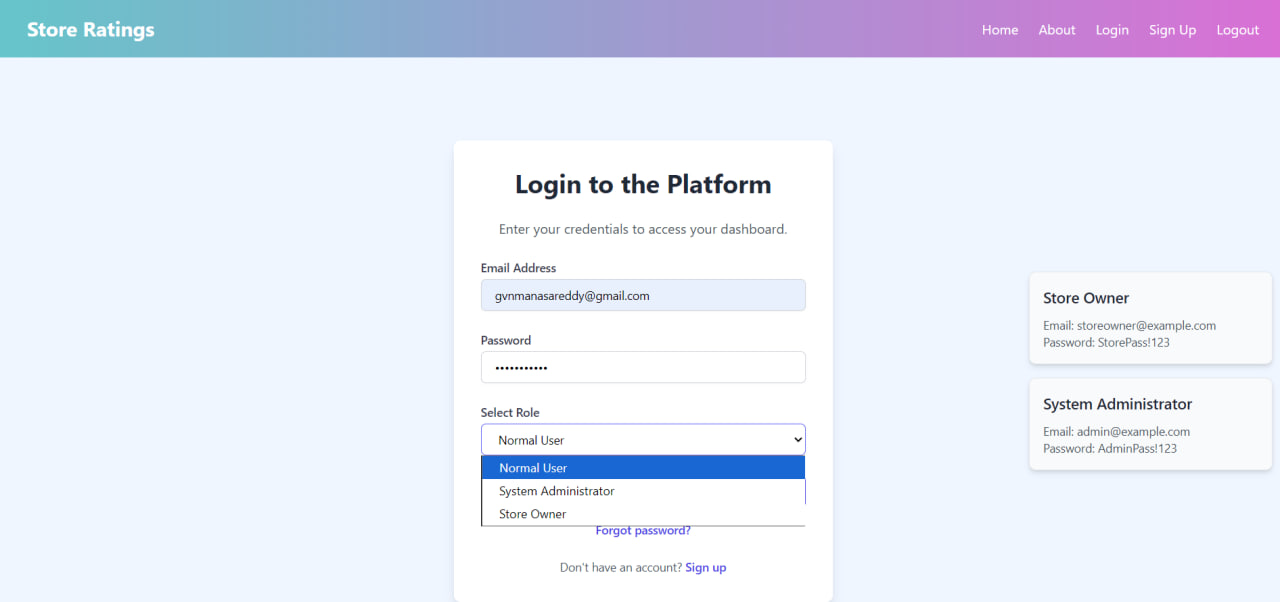 Store Ratings
Home About Login Sign Up Logout
Login to the Platform
Enter your credentials to access your dashboard.
Email Address
gvnmanasareddy@gmail.com
Password
•••••••••••
Select Role
Normal User
Normal User
System Administrator
Store Owner
Forgot password?
Don't have an account? Sign up
Store Owner
Email: storeowner@example.com
Password: StorePass!123
System Administrator
Email: admin@example.com
Password: AdminPass!123